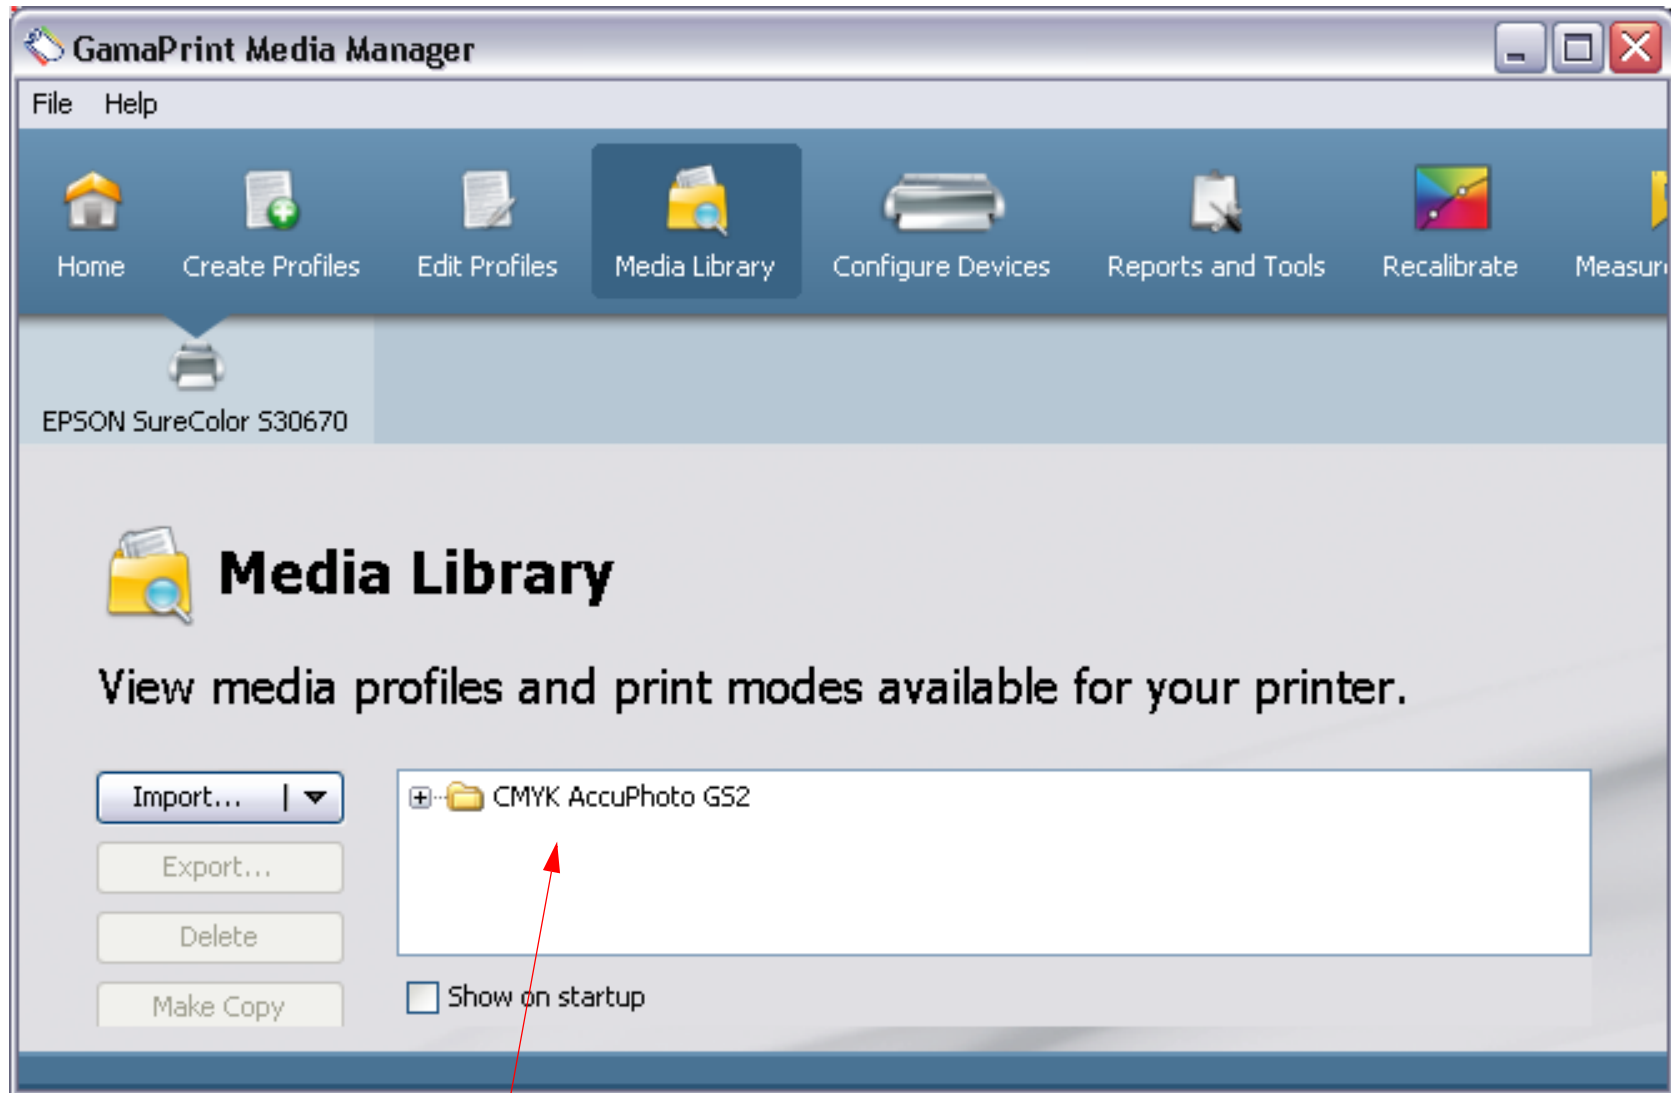 GamaPrint Media Manager
File Help
Home Create Profiles Edit Profiles Media Library Configure Devices Reports and Tools Recalibrate
EPSON SureColor S30670
Media Library
View media profiles and print modes available for your printer.
Import... CMYK AccuPhoto GS2
Export...
Delete
Make Copy Show on startup